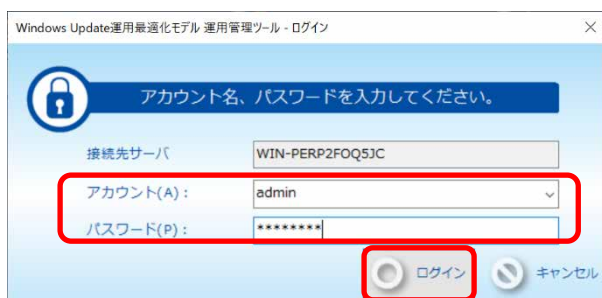 Windows Update運用最適化モデル 運用管理ツール - ログイン
アカウント名、パスワードを入力してください。
接続先サーバ WIN-PERP2FOQ5JC
アカウント(A)： admin
パスワード(P)： ********
ログイン キャンセル